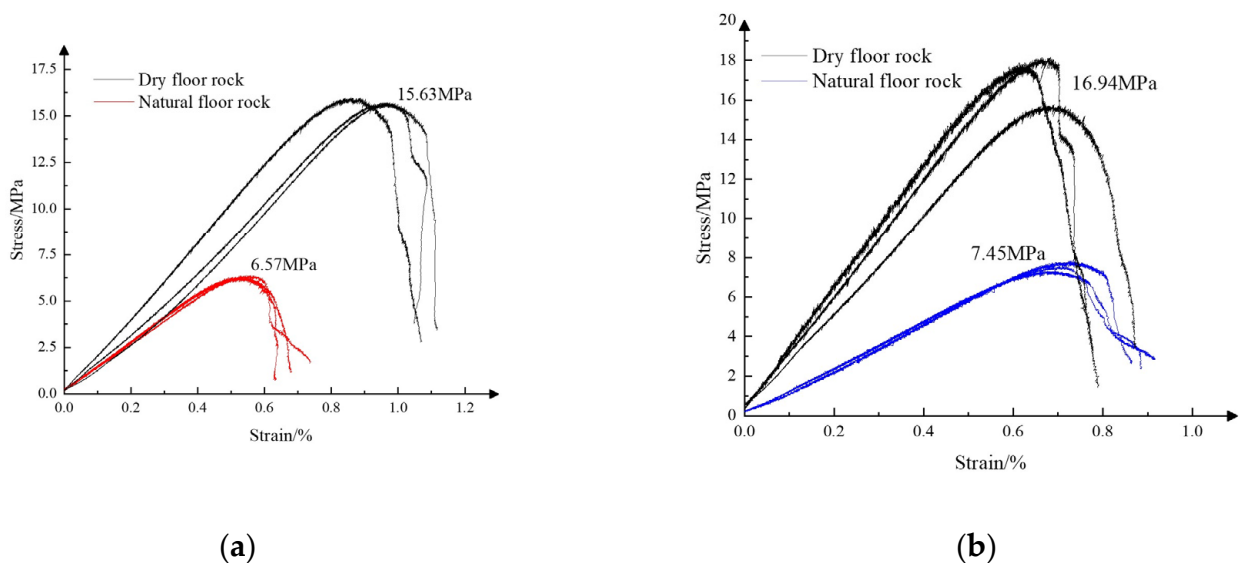 Stress/MPa
17.5
15.0
12.5
10.0
7.5
5.0
2.5
0.0
Dry floor rock
Natural floor rock
15.63MPa
6.57MPa
0.0 0.2 0.4 0.6 0.8 1.0 1.2
Strain/%
(a)
Stress/MPa
20
18
16
14
12
10
8
6
4
2
0
Dry floor rock
Natural floor rock
16.94MPa
7.45MPa
0.0 0.2 0.4 0.6 0.8 1.0
Strain/%
(b)